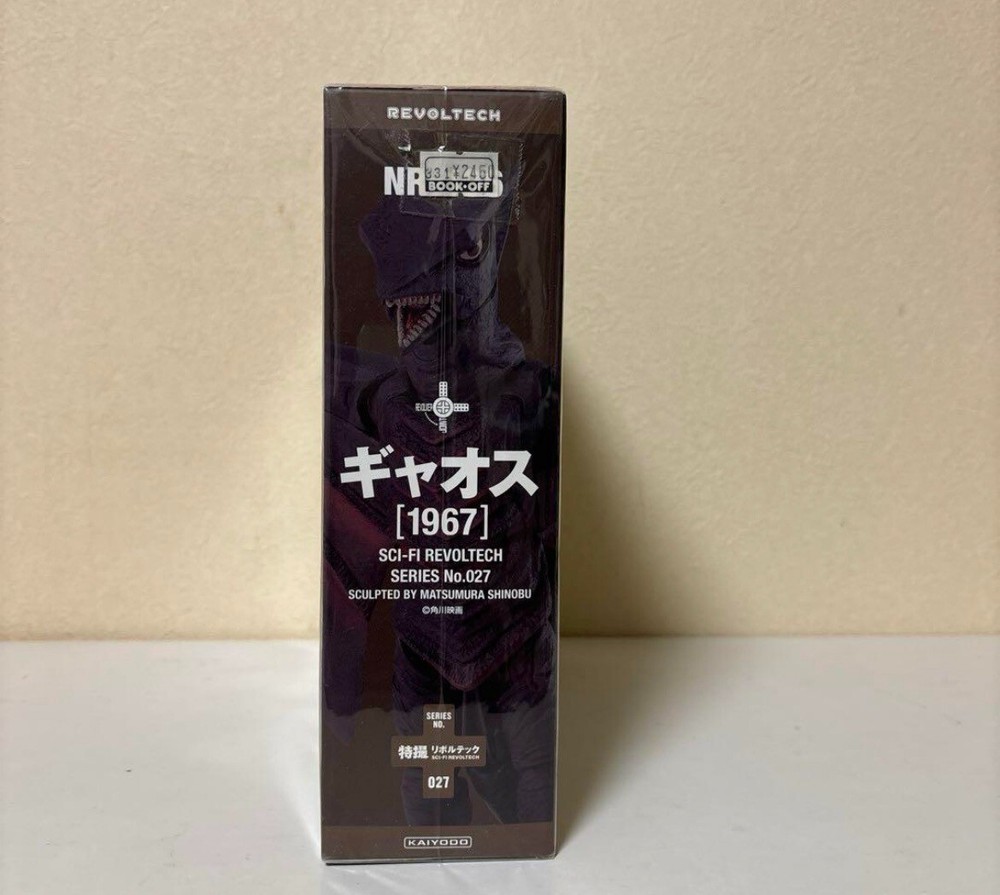 REVOLTECH
831 ¥2460
BOOK・OFF
ギャオス
[1967]
SCI-FI REVOLTECH
SERIES No.027
SCULPTED BY MATSUMURA SHINOBU
©角川映画
SERIES
NO.
特撮 リボルテック
SCI-FI REVOLTECH
027
KAIYODO